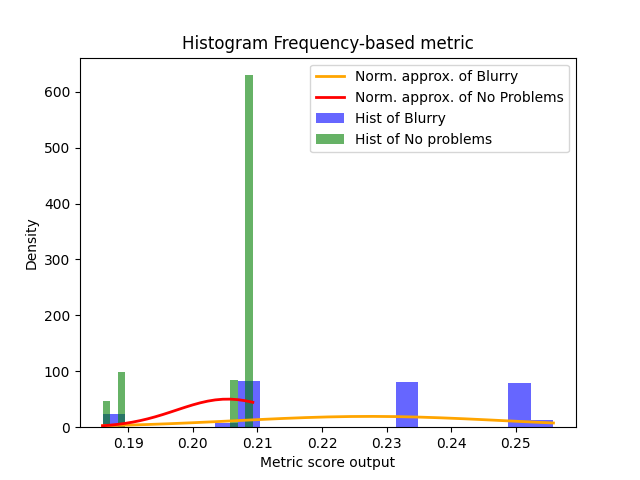 Histogram Frequency-based metric
Norm. approx. of Blurry
Norm. approx. of No Problems
Hist of Blurry
Hist of No problems
Density
600
500
400
300
200
100
0
0.19 0.20 0.21 0.22 0.23 0.24 0.25
Metric score output